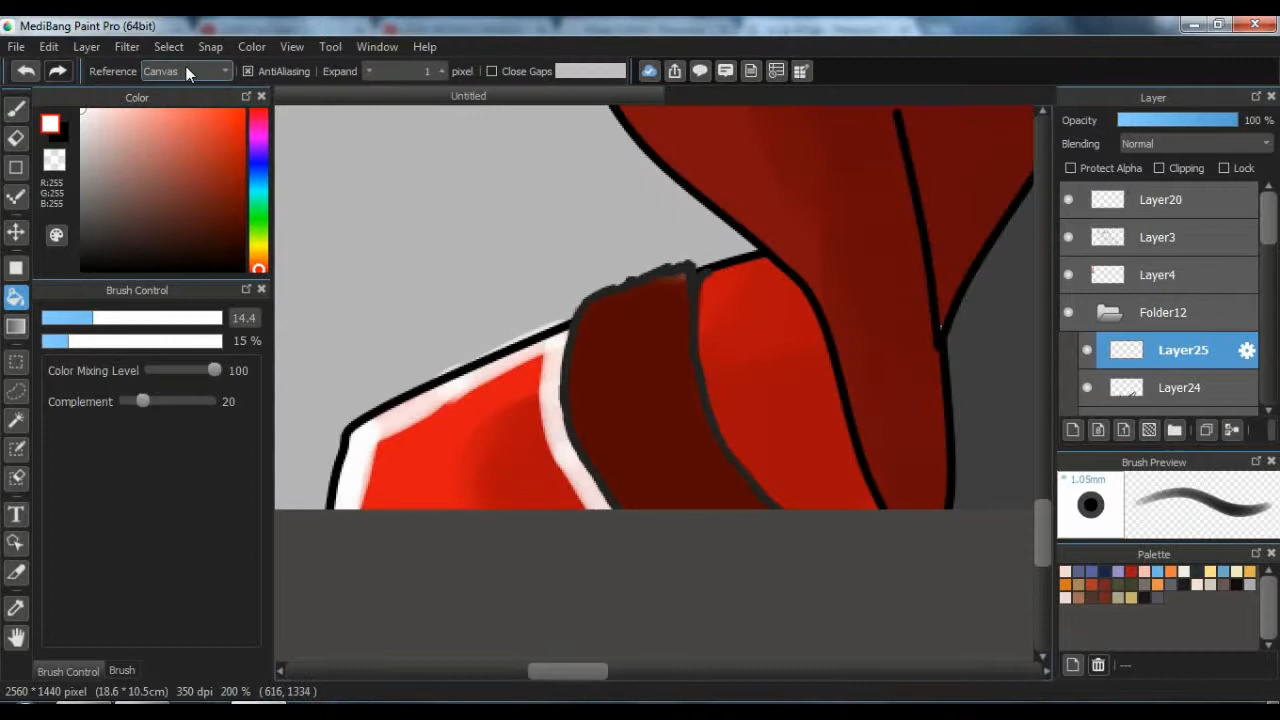 MediBang Paint Pro (64bit)
File Edit Layer Filter Select Snap Color View Tool Window Help
Reference Canvas AntiAliasing Expand 1 pixel Close Gaps
Color
Untitled
Layer
R:255
G:255
B:255
Opacity 100 %
Blending Normal
Protect Alpha Clipping Lock
Layer20
Layer3
Layer4
Folder12
Layer25
Layer24
Brush Control
14.4
15 %
Color Mixing Level 100
Complement 20
Brush Preview
* 1.05mm
Palette
---
Brush Control Brush
2560 * 1440 pixel (18.6 * 10.5cm) 350 dpi 200 % ( 616, 1334 )